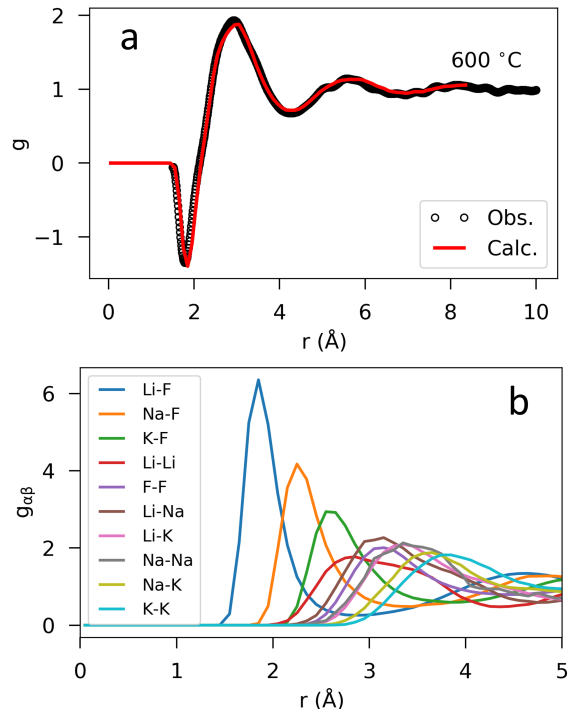 2
a
600 °C
1
g
0
−1
Obs.
Calc.
0 2 4 6 8 10
r (Å)
6
Li-F
b
Na-F
K-F
4
Li-Li
gαβ
F-F
Li-Na
Li-K
2
Na-Na
Na-K
K-K
0
0 1 2 3 4 5
r (Å)